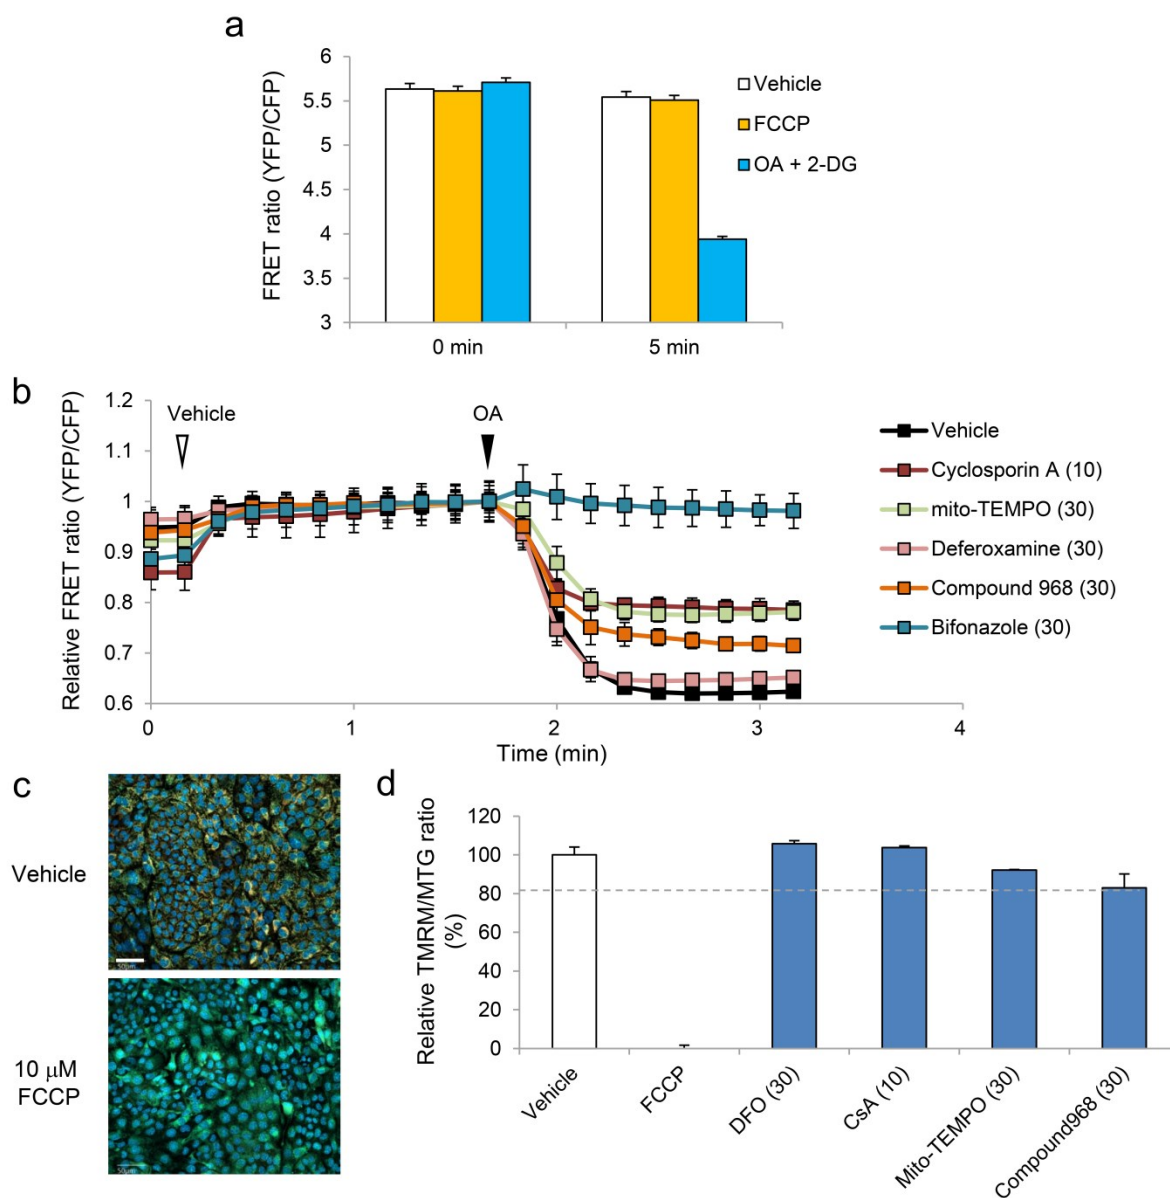 a
FRET ratio (YFP/CFP)
6
5.5
5
4.5
4
3.5
3
0 min
5 min
Vehicle
FCCP
OA + 2-DG
b
Relative FRET ratio (YFP/CFP)
1.2
1.1
1
0.9
0.8
0.7
0.6
Vehicle
OA
0
1
2
3
4
Time (min)
Vehicle
Cyclosporin A (10)
mito-TEMPO (30)
Deferoxamine (30)
Compound 968 (30)
Bifonazole (30)
c
Vehicle
50μm
10 μM
FCCP
50μm
d
Relative TMRM/MTG ratio
(%)
120
100
80
60
40
20
0
Vehicle
FCCP
DFO (30)
CsA (10)
Mito-TEMPO (30)
Compound968 (30)